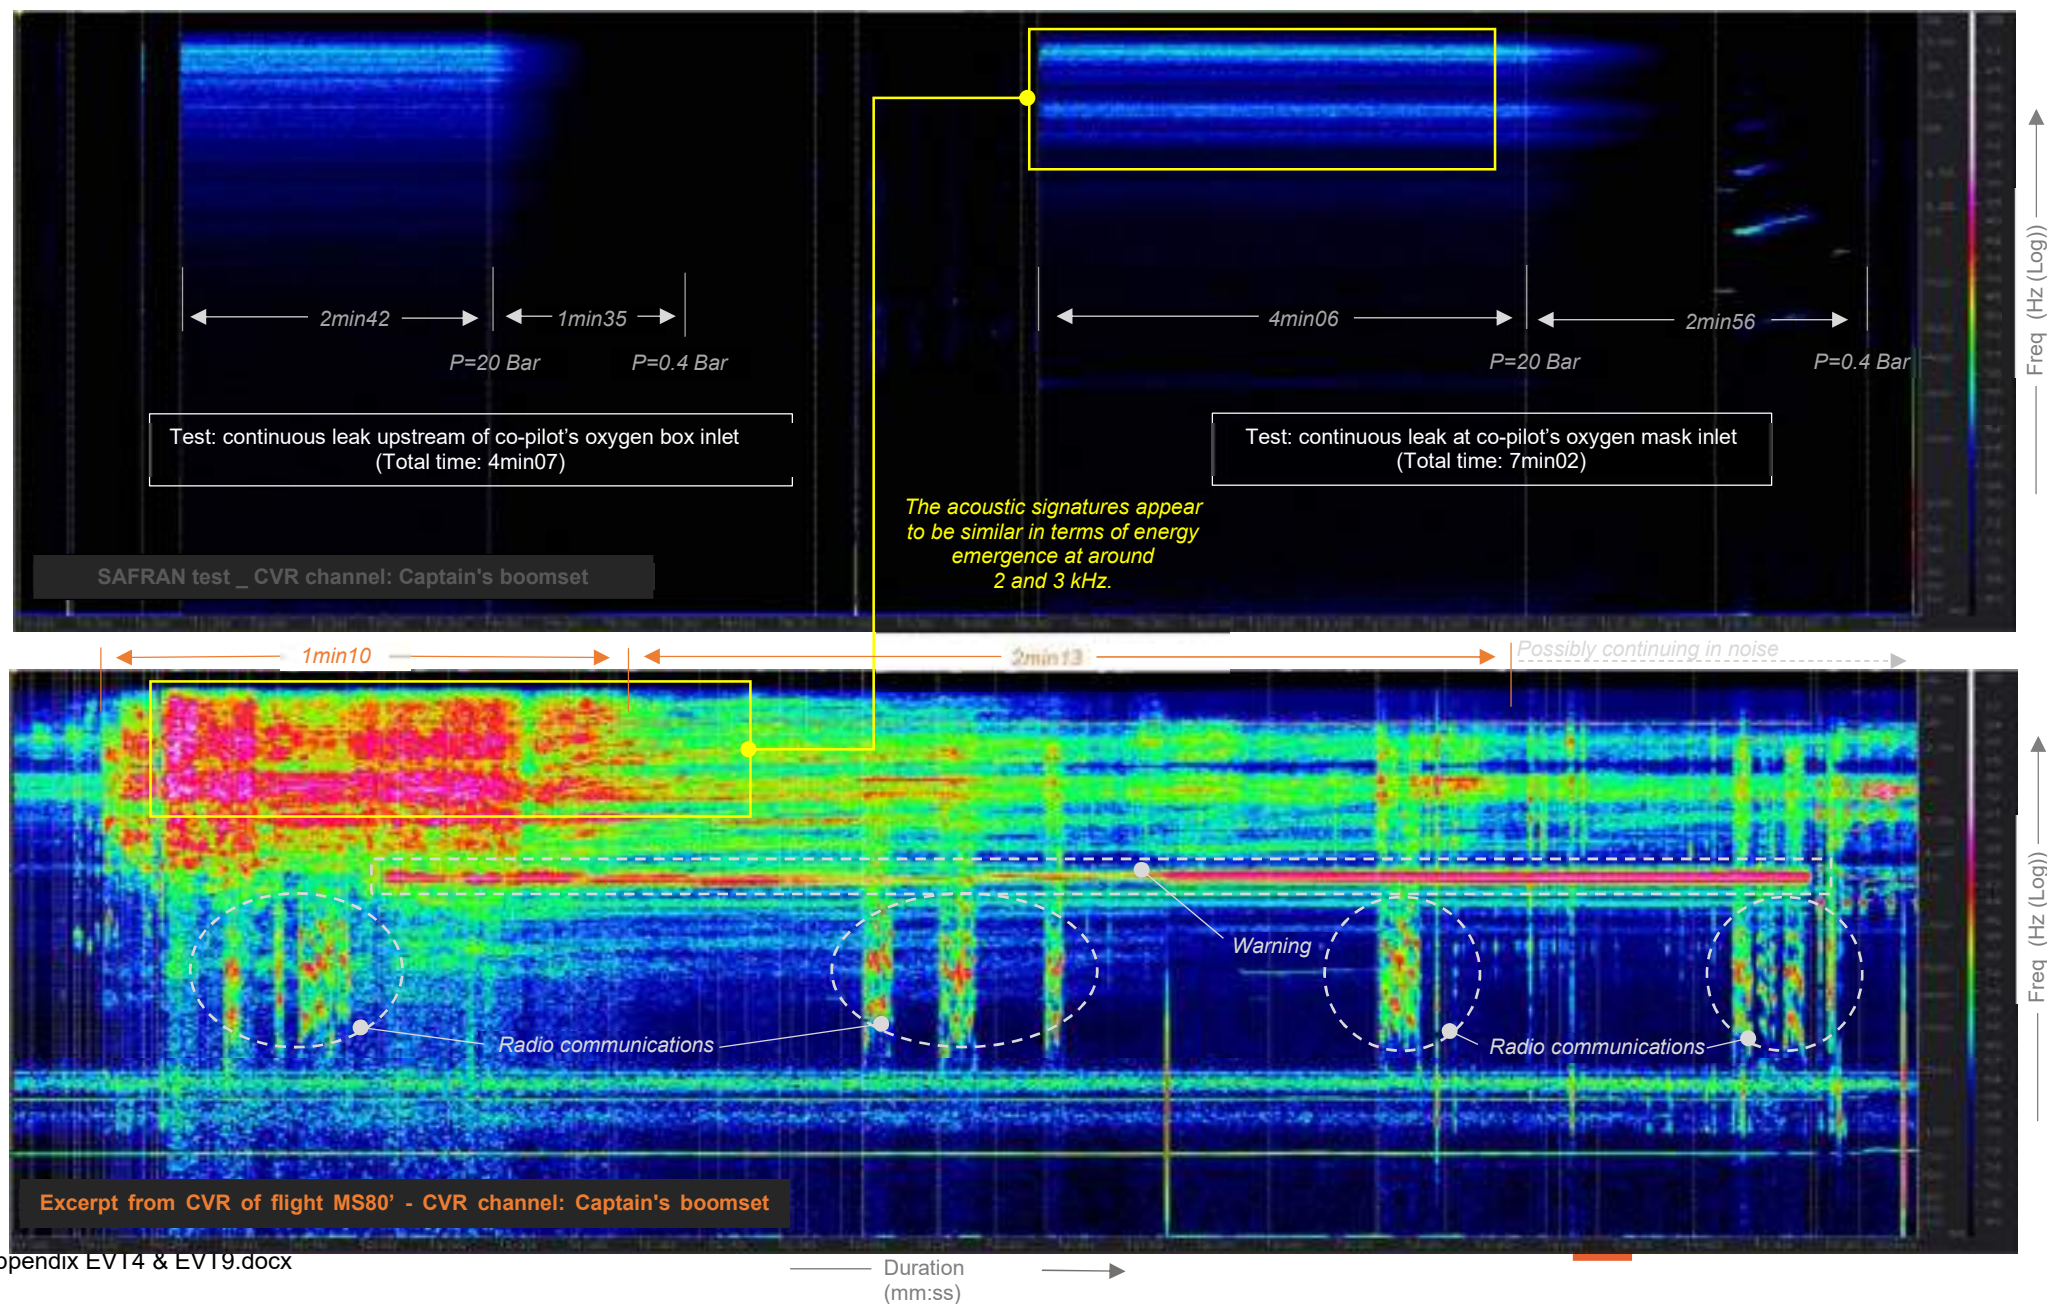 Freq (Hz (Log))
2min42
1min35
4min06
2min56
P=20 Bar
P=0.4 Bar
P=20 Bar
P=0.4 Bar
Test: continuous leak upstream of co-pilot's oxygen box inlet
(Total time: 4min07)
Test: continuous leak at co-pilot's oxygen mask inlet
(Total time: 7min02)
The acoustic signatures appear
to be similar in terms of energy
emergence at around
2 and 3 kHz.
SAFRAN test _ CVR channel: Captain's boomset
1min10
2min13
Possibly continuing in noise
Freq (Hz (Log))
Warning
Radio communications
Radio communications
Excerpt from CVR of flight MS80' - CVR channel: Captain's boomset
ppendix EVT4 & EVT9.docx
Duration
(mm:ss)